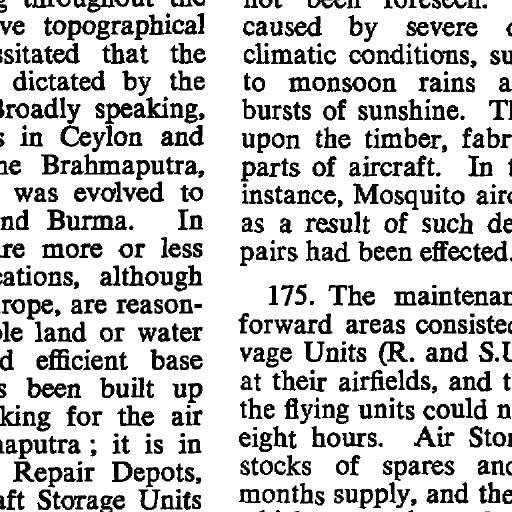 throughout the
ve topographical
ssitated that the
dictated by the
Broadly speaking,
s in Ceylon and
he Brahmaputra,
was evolved to
nd Burma. In
are more or less
cations, although
rope, are reason-
ble land or water
d efficient base
s been built up
king for the air
naputra ; it is in
Repair Depots,
aft Storage Units
not been foreseen.
caused by severe
climatic conditions, su
to monsoon rains a
bursts of sunshine. Th
upon the timber, fabr
parts of aircraft. In
instance, Mosquito airc
as a result of such de
pairs had been effected.
175. The maintenan
forward areas consisted
vage Units (R. and S.U
at their airfields, and t
the flying units could n
eight hours. Air Stor
stocks of spares and
months supply, and the